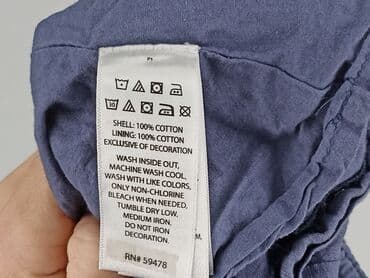 SHELL: 100% COTTON
LINING: 100% COTTON
EXCLUSIVE OF DECORATION
WASH INSIDE OUT,
MACHINE WASH COOL,
WASH WITH LIKE COLORS,
ONLY NON-CHLORINE
BLEACH WHEN NEEDED,
TUMBLE DRY LOW,
MEDIUM IRON.
DO NOT IRON
DECORATION.
RN# 59478